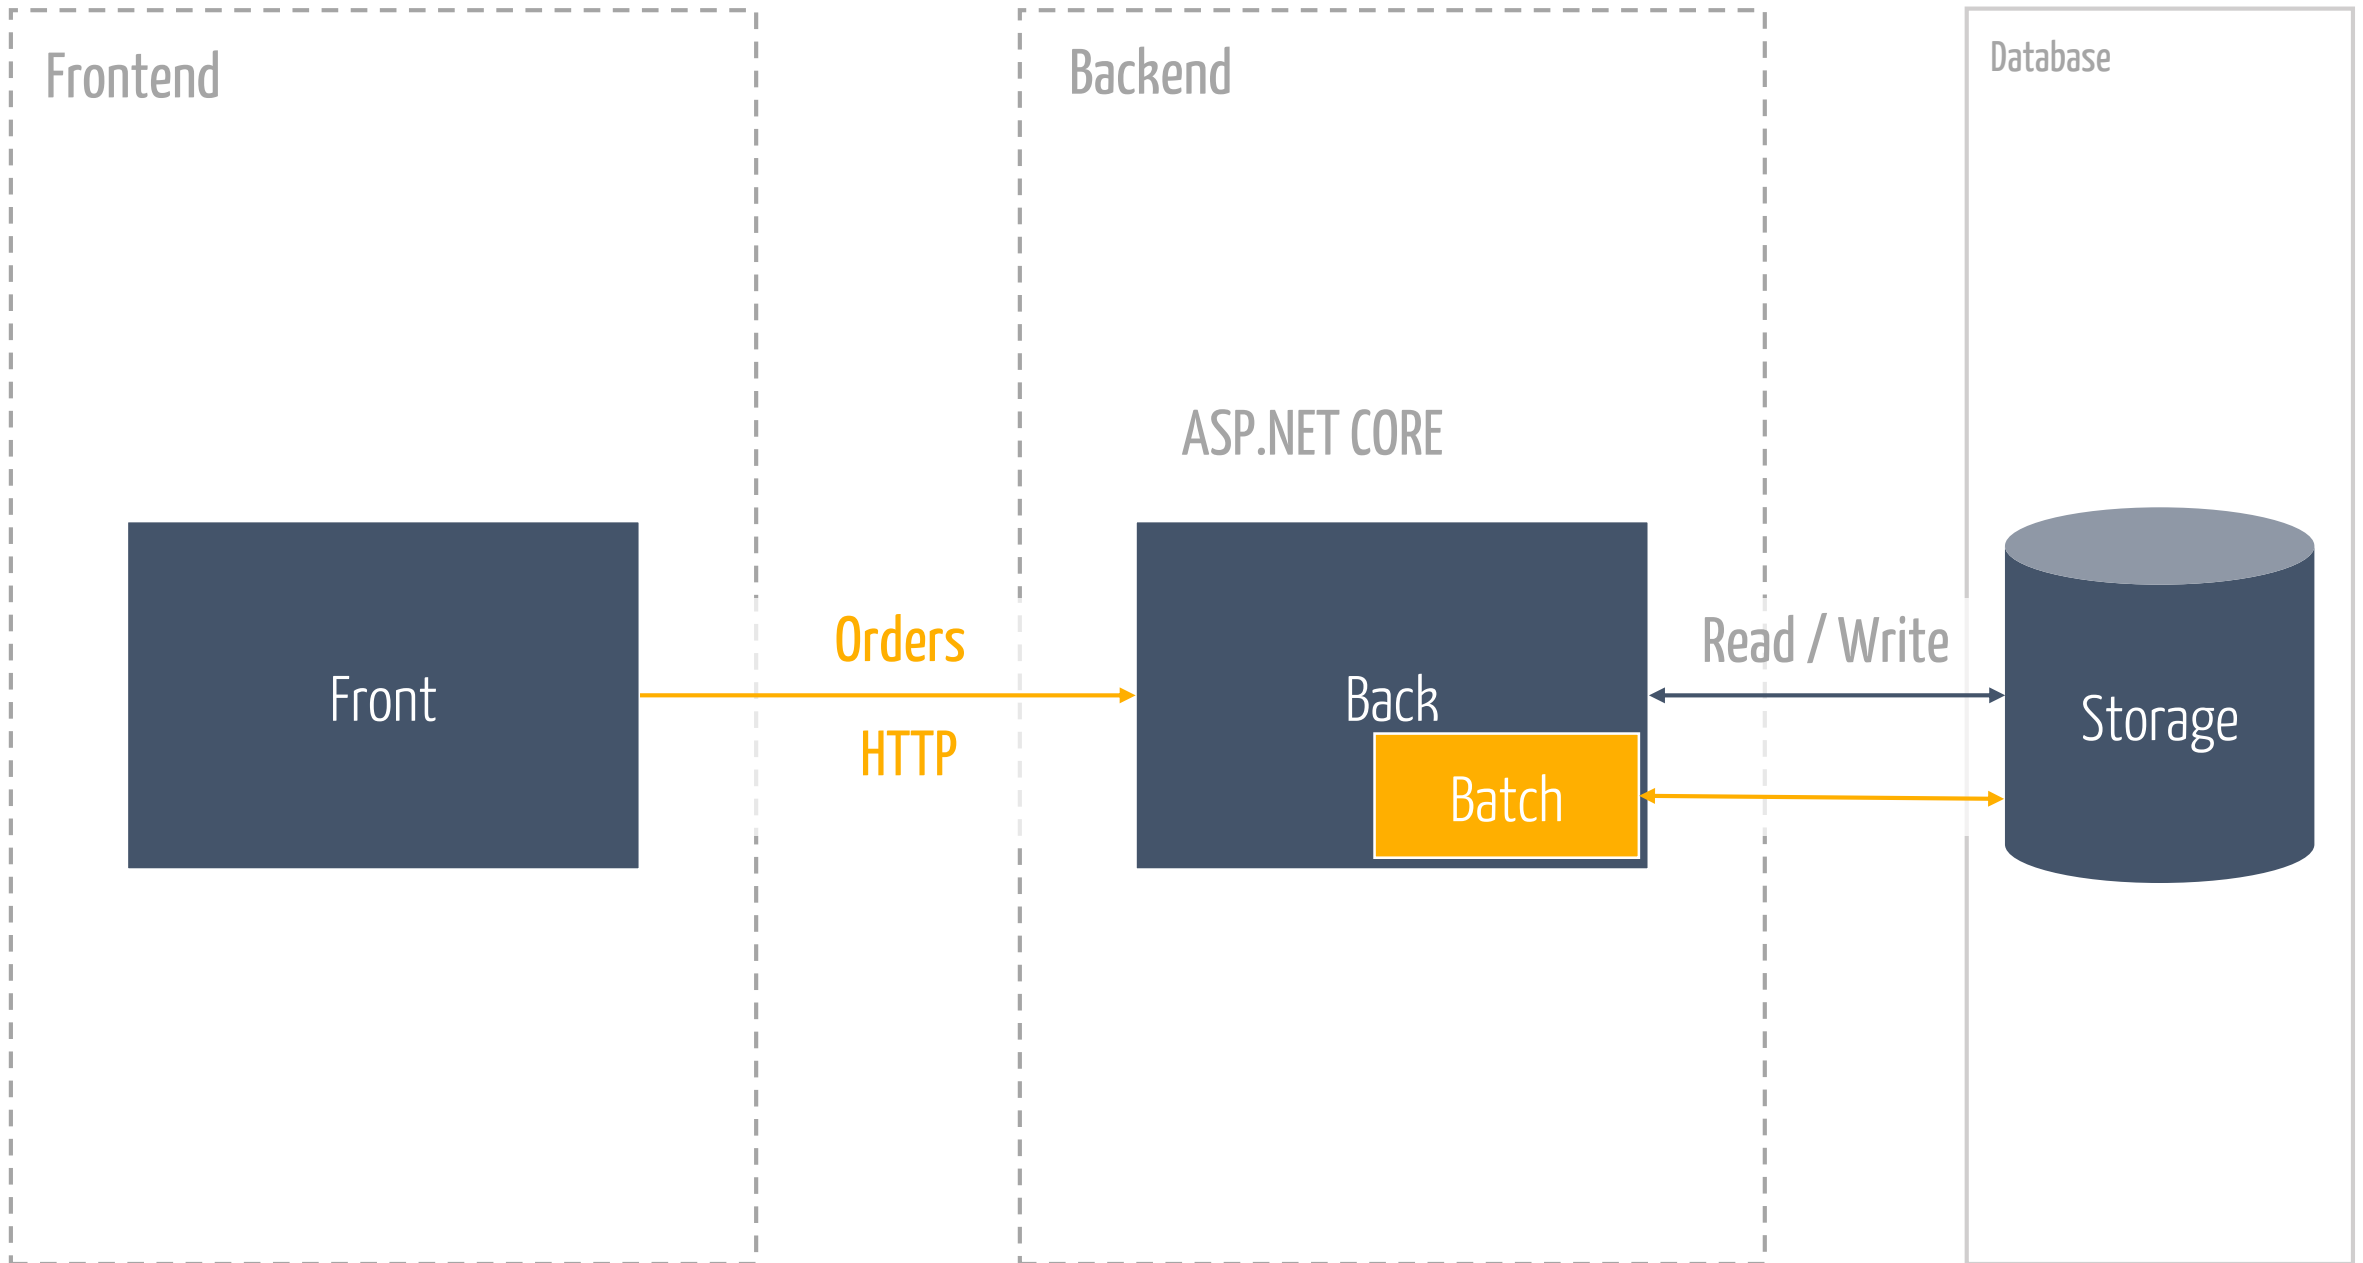 Frontend
Backend
Database
ASP.NET CORE
Orders
Read / Write
Front
Back
Storage
HTTP
Batch